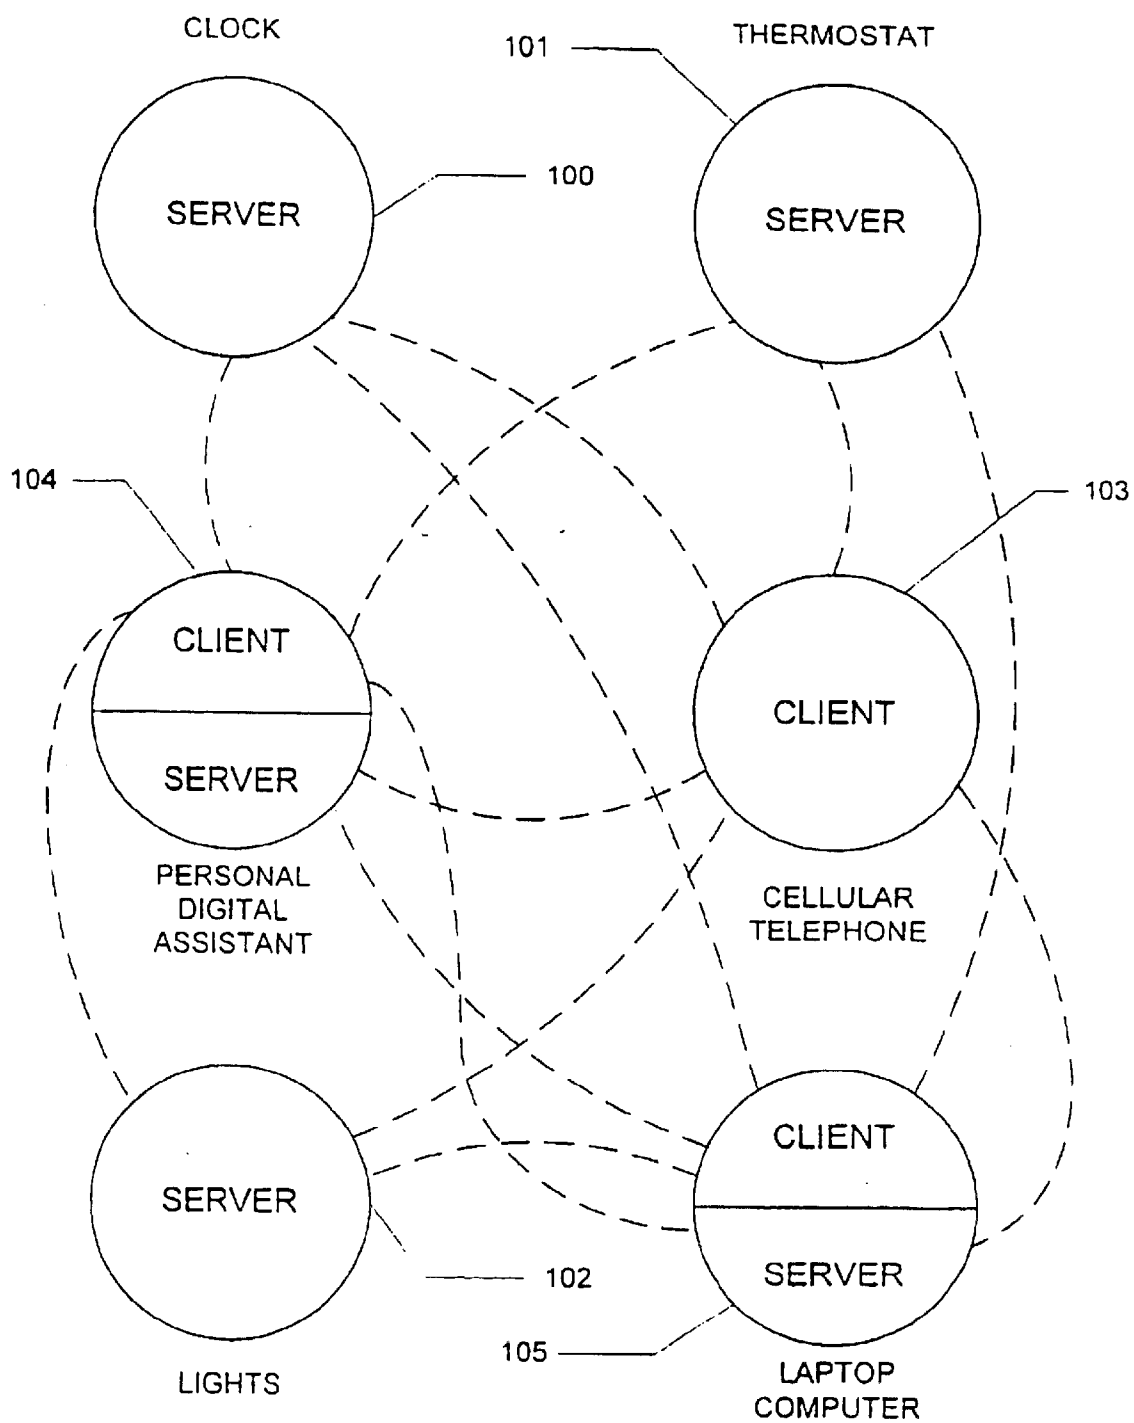 CLOCK
101
THERMOSTAT
100
SERVER
SERVER
104
103
CLIENT
SERVER
CLIENT
PERSONAL
DIGITAL
ASSISTANT
CELLULAR
TELEPHONE
SERVER
CLIENT
SERVER
102
105
LIGHTS
LAPTOP
COMPUTER